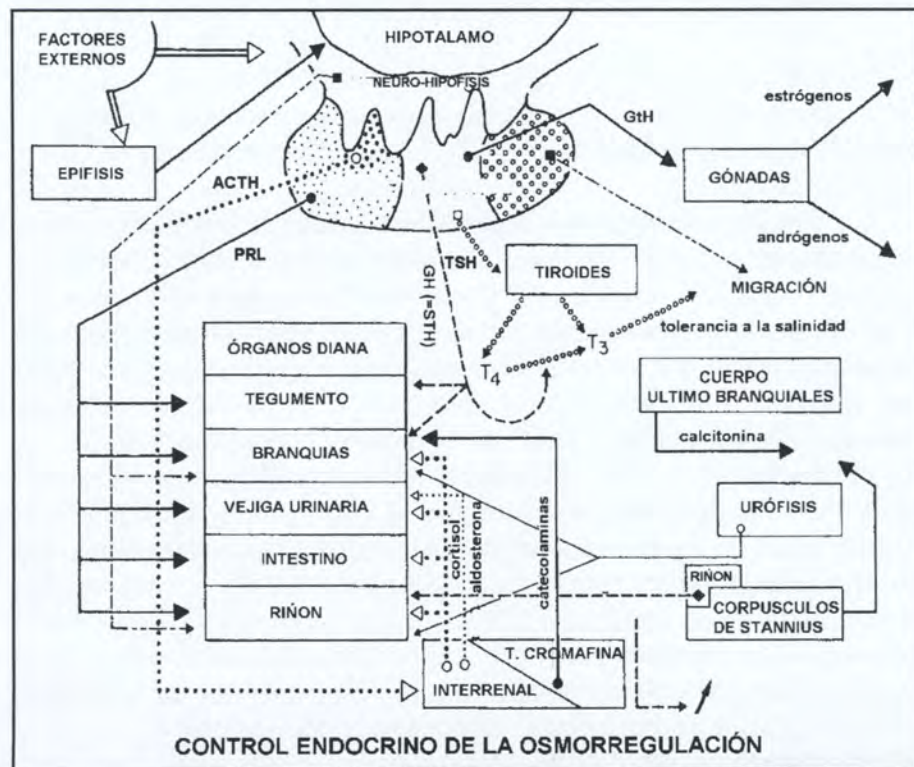 FACTORES
EXTERNOS
HIPOTALAMO
NEURO-HIPOFISIS
EPIFISIS
ACTH
PRL
GtH
estrógenos
GÓNADAS
andrógenos
TSH
GH (=STH)
TIROIDES
MIGRACIÓN
T3
T4
tolerancia a la salinidad
ÓRGANOS DIANA
TEGUMENTO
BRANQUIAS
VEJIGA URINARIA
INTESTINO
RIÑON
CUERPO
ULTIMO BRANQUIALES
calcitonina
cortisol
aldosterona
catecolaminas
URÓFISIS
RIÑON
CORPUSCULOS
DE STANNIUS
T. CROMAFINA
INTERRENAL
CONTROL ENDOCRINO DE LA OSMORREGULACIÓN